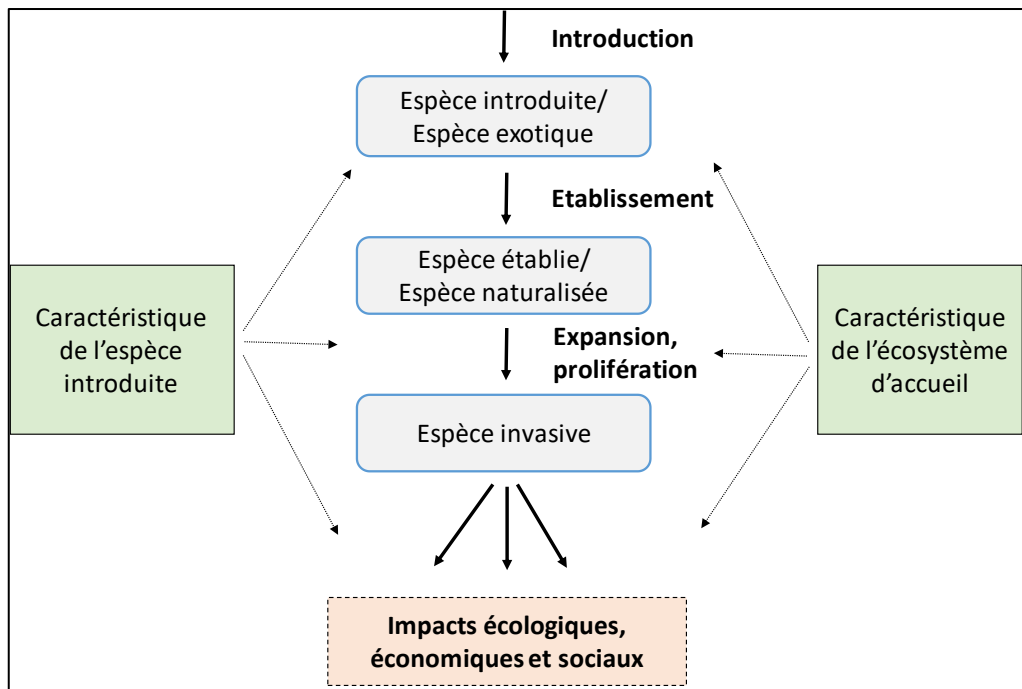 Introduction
Espèce introduite/
Espèce exotique
Etablissement
Espèce établie/
Espèce naturalisée
Caractéristique
de l'espèce
introduite
Expansion,
prolifération
Caractéristique
de l'écosystème
d'accueil
Espèce invasive
Impacts écologiques,
économiques et sociaux